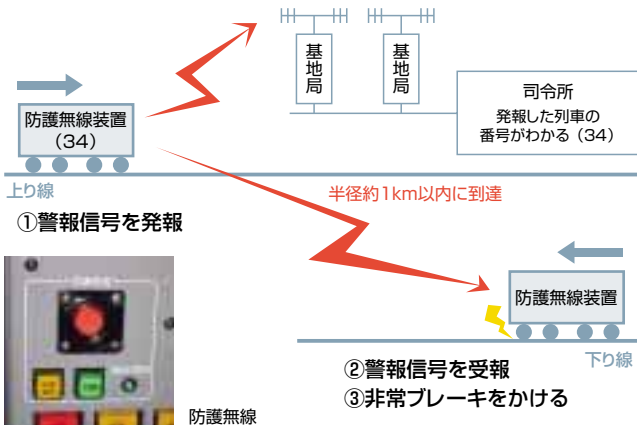 基地局
基地局
司令所
発報した列車の
番号がわかる（34）
防護無線装置
（34）
上り線
半径約1km以内に到達
①警報信号を発報
防護無線装置
下り線
②警報信号を受報
③非常ブレーキをかける
防護無線